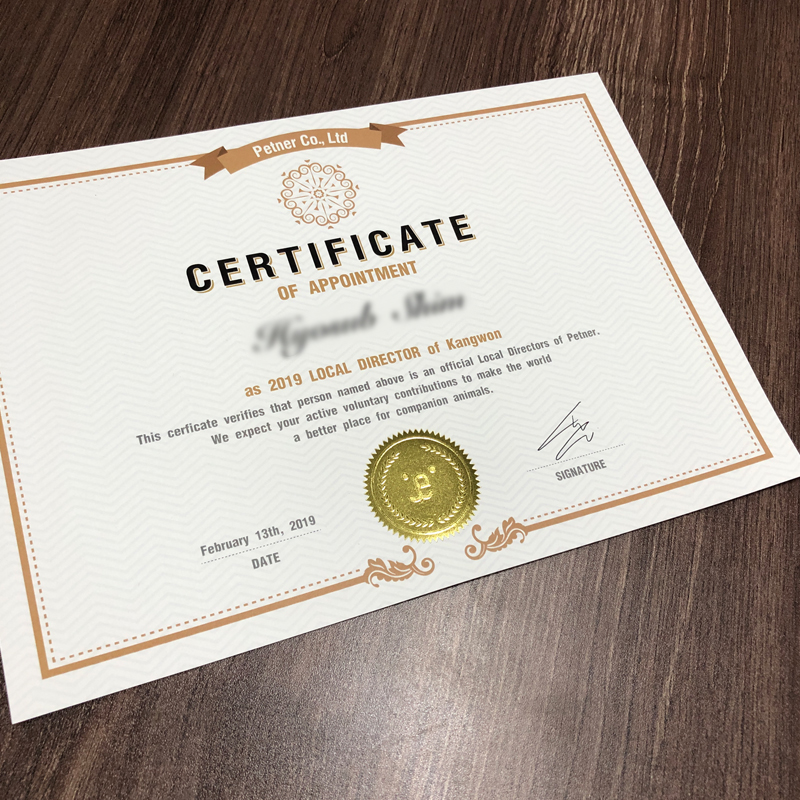 Petner Co., Ltd
CERTIFICATE
OF APPOINTMENT
as 2019 LOCAL DIRECTOR of Kangwon
This cerficate verifies that person named above is an official Local Directors of Petner.
We expect your active voluntary contributions to make the world
a better place for companion animals.
SIGNATURE
February 13th, 2019
DATE